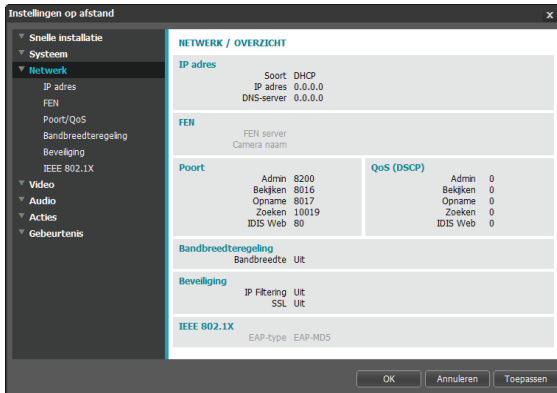 Instellingen op afstand
x
Snelle installatie
Systeem
Netwerk
IP adres
FEN
Poort/QoS
Bandbreedteregeling
Beveiliging
IEEE 802.1X
Video
Audio
Acties
Gebeurtenis
NETWERK / OVERZICHT
IP adres
Soort DHCP
IP adres 0.0.0.0
DNS-server 0.0.0.0
FEN
FEN server
Camera naam
Poort
Admin 8200
Bekijken 8016
Opname 8017
Zoeken 10019
IDIS Web 80
QoS (DSCP)
Admin 0
Bekijken 0
Opname 0
Zoeken 0
IDIS Web 0
Bandbreedteregeling
Bandbreedte Uit
Beveiliging
IP Filtering Uit
SSL Uit
IEEE 802.1X
EAP-type EAP-MD5
OK Annuleren Toepassen